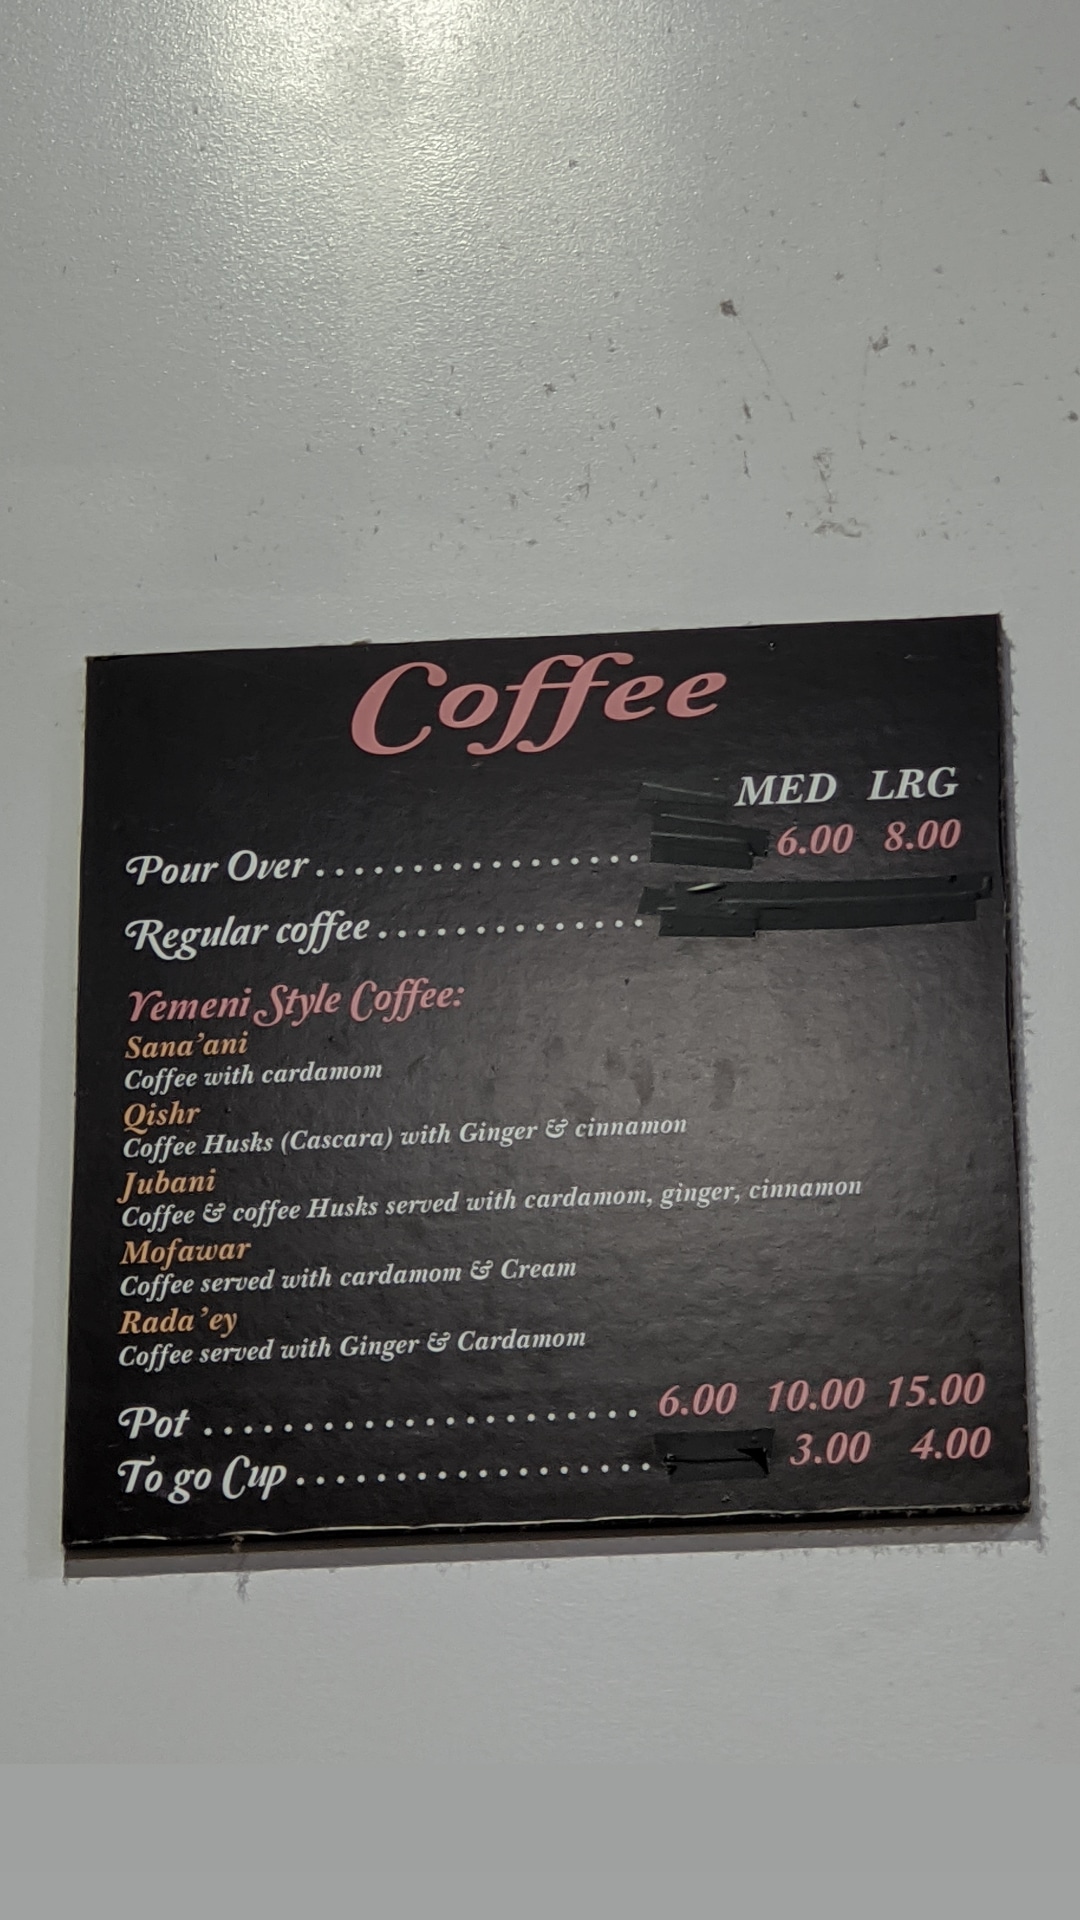 Coffee
MED LRG
Pour Over .................. 6.00 8.00
Regular coffee ...............
Yemeni Style Coffee:
Sana'ani
Coffee with cardamom
Qishr
Coffee Husks (Cascara) with Ginger & cinnamon
Jubani
Coffee & coffee Husks served with cardamom, ginger, cinnamon
Mofawar
Coffee served with cardamom & Cream
Rada'ey
Coffee served with Ginger & Cardamom
Pot ........................ 6.00 10.00 15.00
To go Cup ................... 3.00 4.00